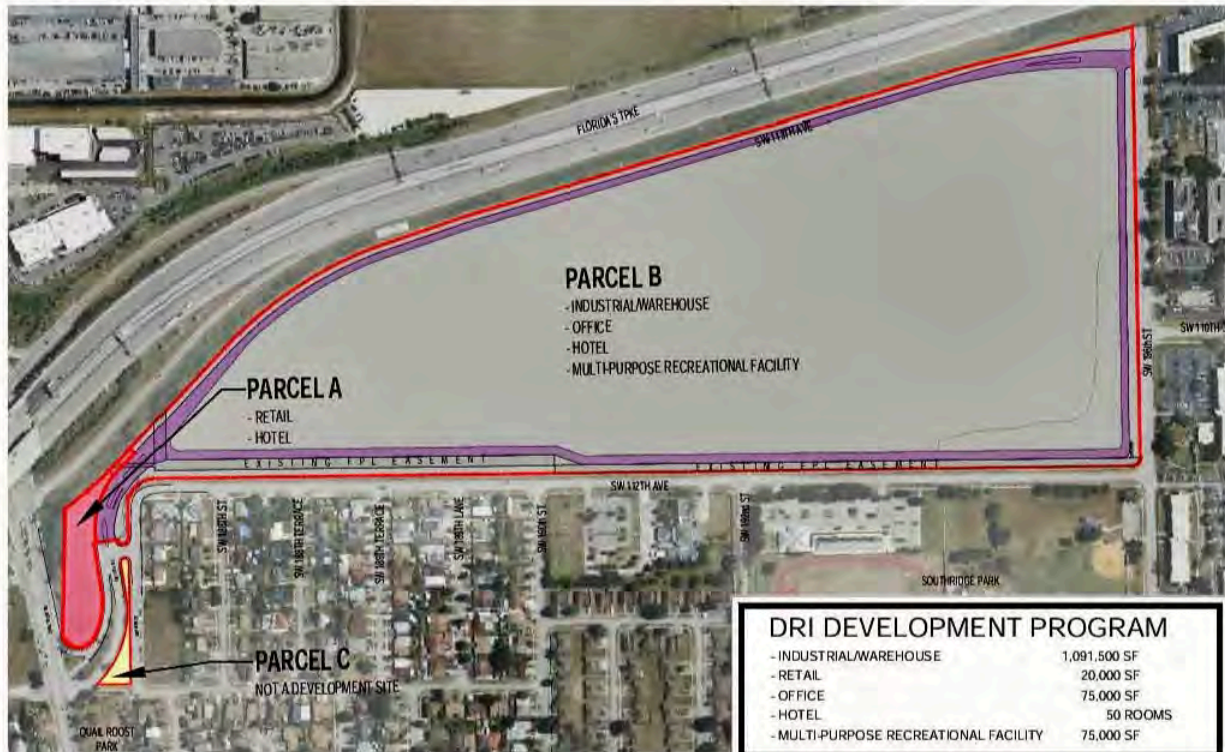 FLORIDA'S TPKE
SW 118TH AVE
PARCEL B
- INDUSTRIAL/WAREHOUSE
- OFFICE
- HOTEL
- MULTI-PURPOSE RECREATIONAL FACILITY
SW 110TH
PARCEL A
- RETAIL
- HOTEL
EXISTING FPL EASEMENT
EXISTING FPL EASEMENT
SW 112TH AVE
SW 190th ST
SOUTHRIDGE PARK
PARCEL C
NOT A DEVELOPMENT SITE
QUAIL ROOST
PARK
DRI DEVELOPMENT PROGRAM
- INDUSTRIAL/WAREHOUSE 1,091,500 SF
- RETAIL 20,000 SF
- OFFICE 75,000 SF
- HOTEL 50 ROOMS
- MULTI-PURPOSE RECREATIONAL FACILITY 75,000 SF